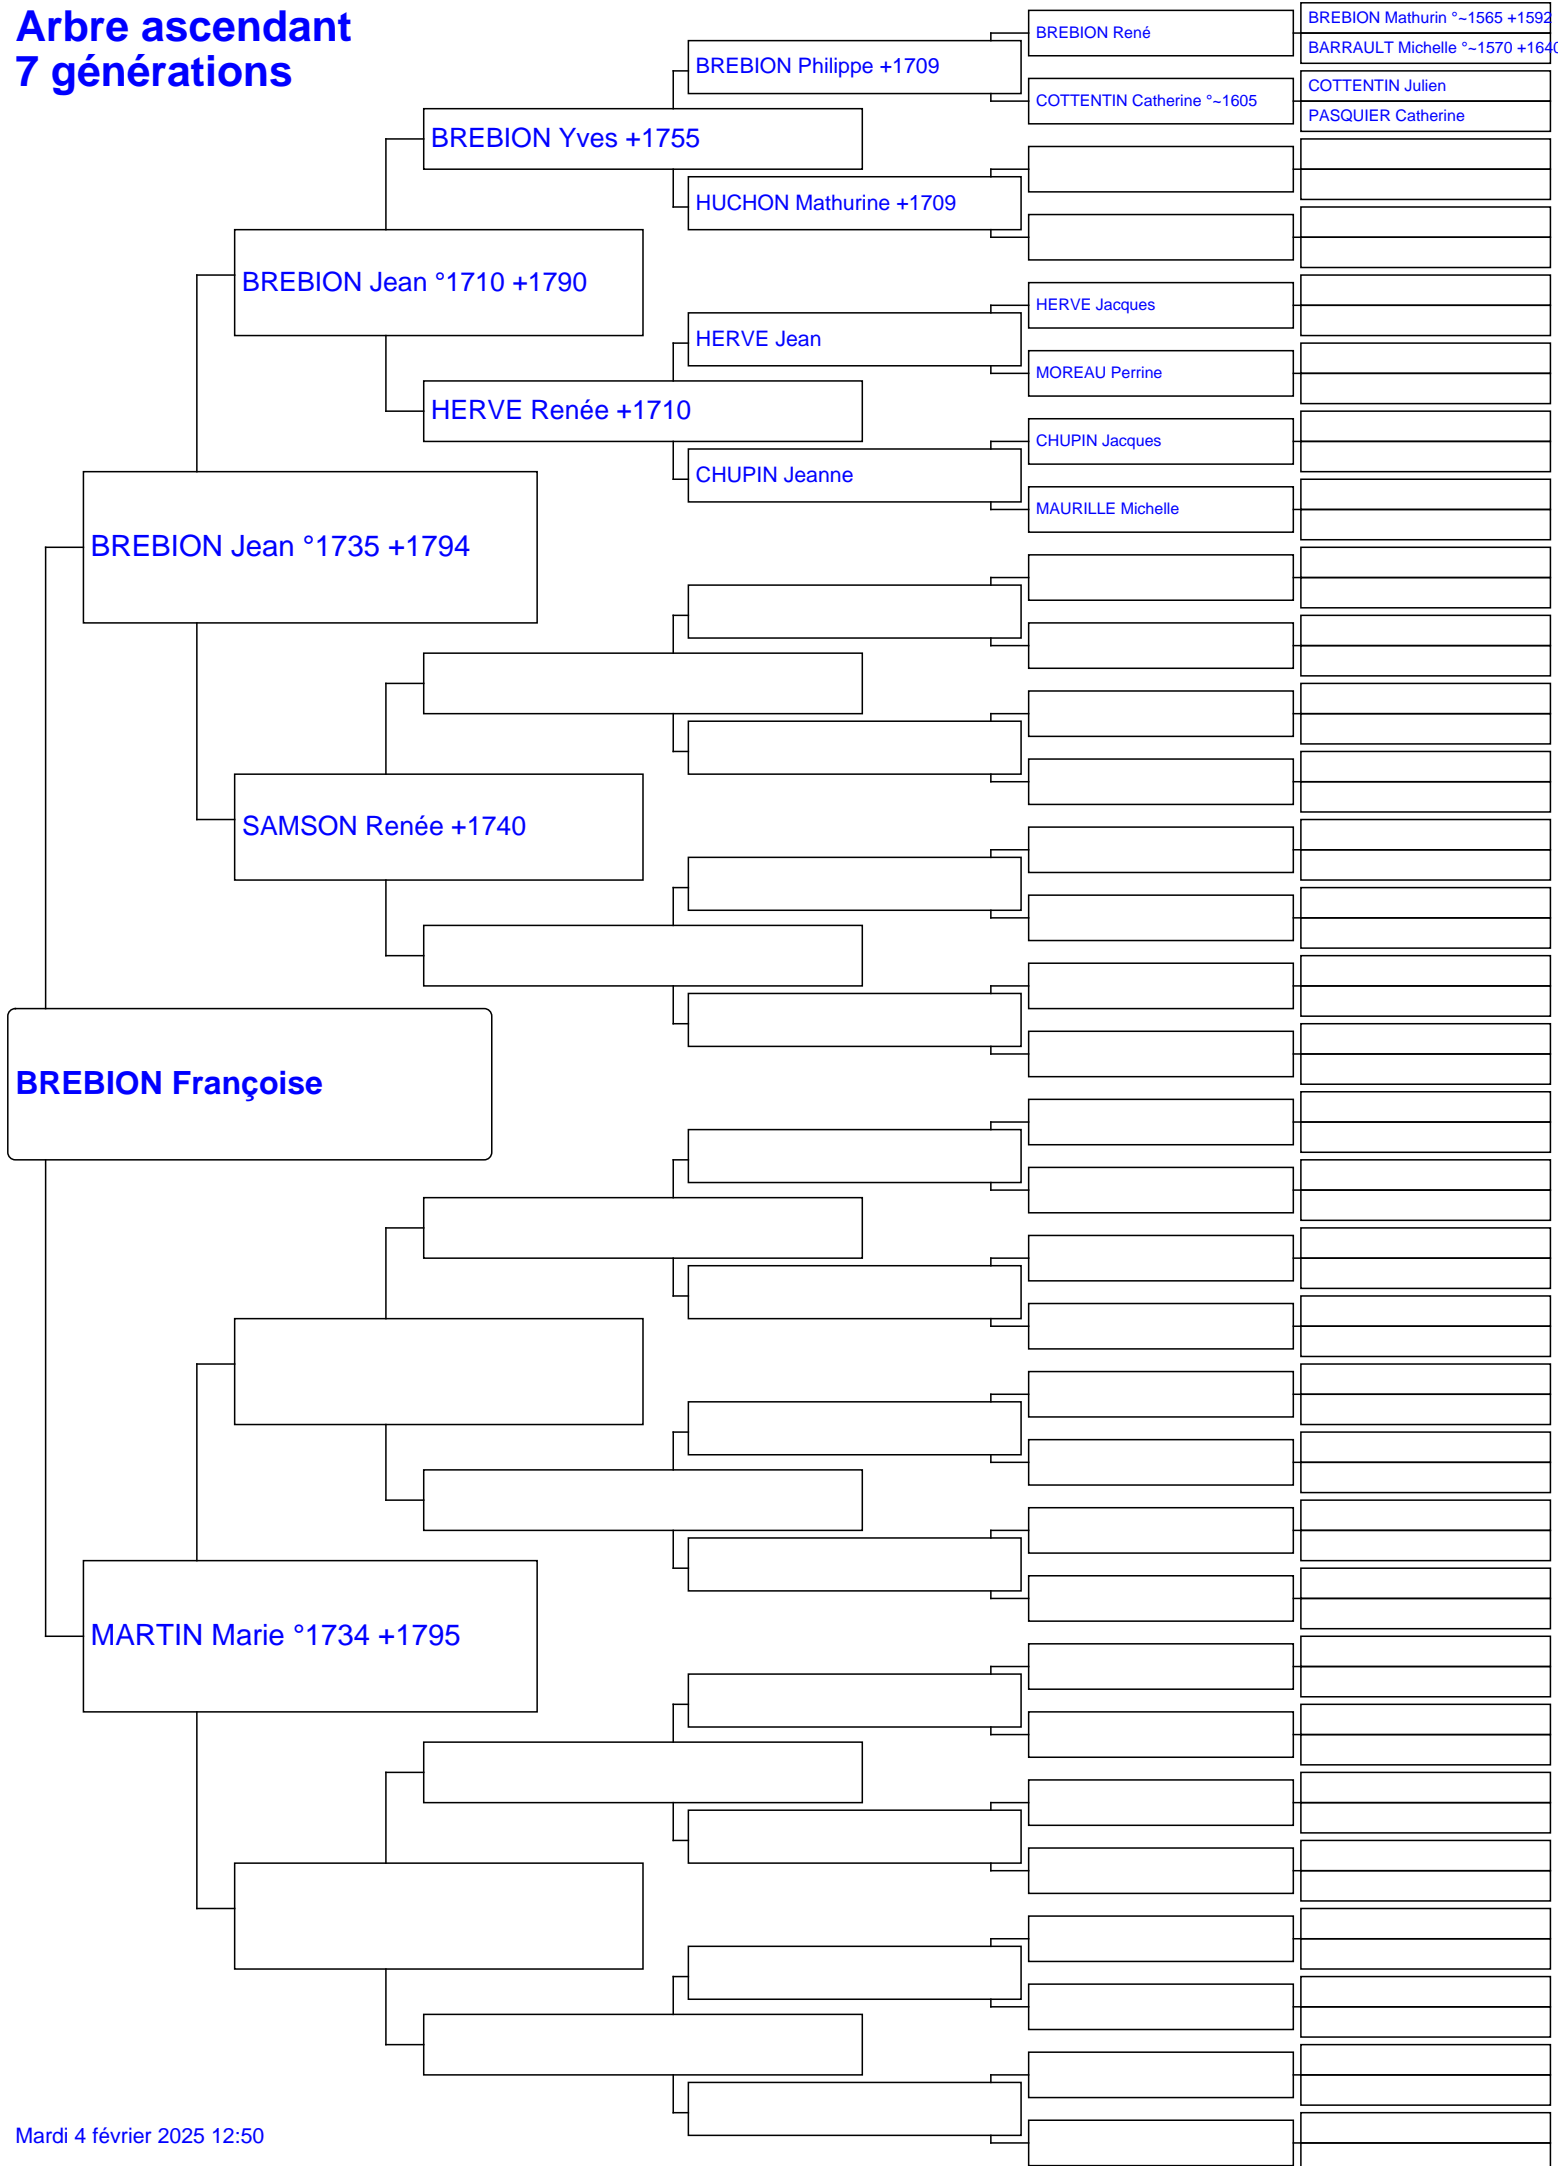 Arbre ascendant
7 générations
BREBION Mathurin °~1565 +1592
BREBION René
BARRAULT Michelle °~1570 +1640
BREBION Philippe +1709
COTTENTIN Julien
COTTENTIN Catherine °~1605
PASQUIER Catherine
BREBION Yves +1755
HUCHON Mathurine +1709
BREBION Jean °1710 +1790
HERVE Jacques
HERVE Jean
MOREAU Perrine
HERVE Renée +1710
CHUPIN Jacques
CHUPIN Jeanne
MAURILLE Michelle
BREBION Jean °1735 +1794
SAMSON Renée +1740
BREBION Françoise
MARTIN Marie °1734 +1795
Mardi 4 février 2025 12:50